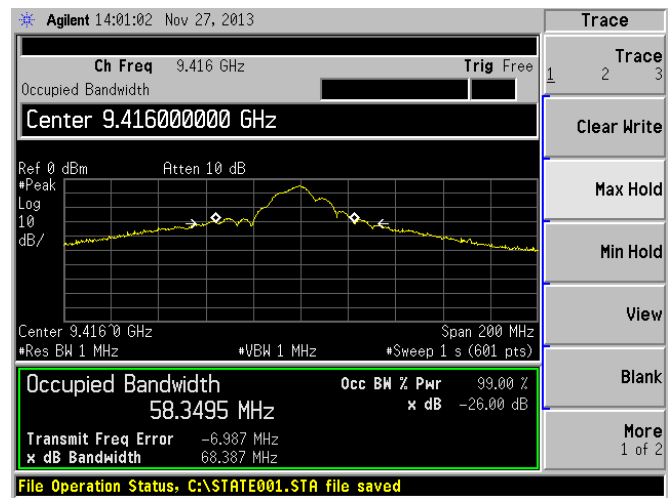 Agilent 14:01:02 Nov 27, 2013
Trace
Ch Freq 9.416 GHz Trig Free
Occupied Bandwidth
Center 9.416000000 GHz
Ref 0 dBm Atten 10 dB
#Peak
Log
10
dB/
Center 9.416 0 GHz Span 200 MHz
#Res BW 1 MHz #VBW 1 MHz #Sweep 1 s (601 pts)
Occupied Bandwidth
58.3495 MHz
Occ BW % Pwr 99.00 %
x dB -26.00 dB
Transmit Freq Error -6.987 MHz
x dB Bandwidth 68.387 MHz
File Operation Status, C:\STATE001.STA file saved
Trace
1 2 3
Clear Write
Max Hold
Min Hold
View
Blank
More
1 of 2